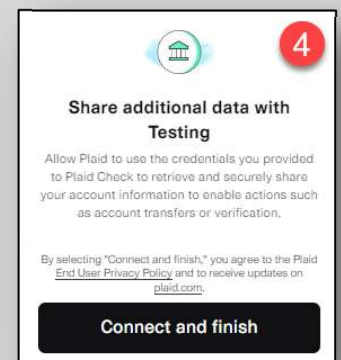 4
Share additional data with
Testing
Allow Plaid to use the credentials you provided
to Plaid Check to retrieve and securely share
your account information to enable actions such
as account transfers or verification.
By selecting "Connect and finish," you agree to the Plaid
End User Privacy Policy and to receive updates on
plaid.com.
Connect and finish